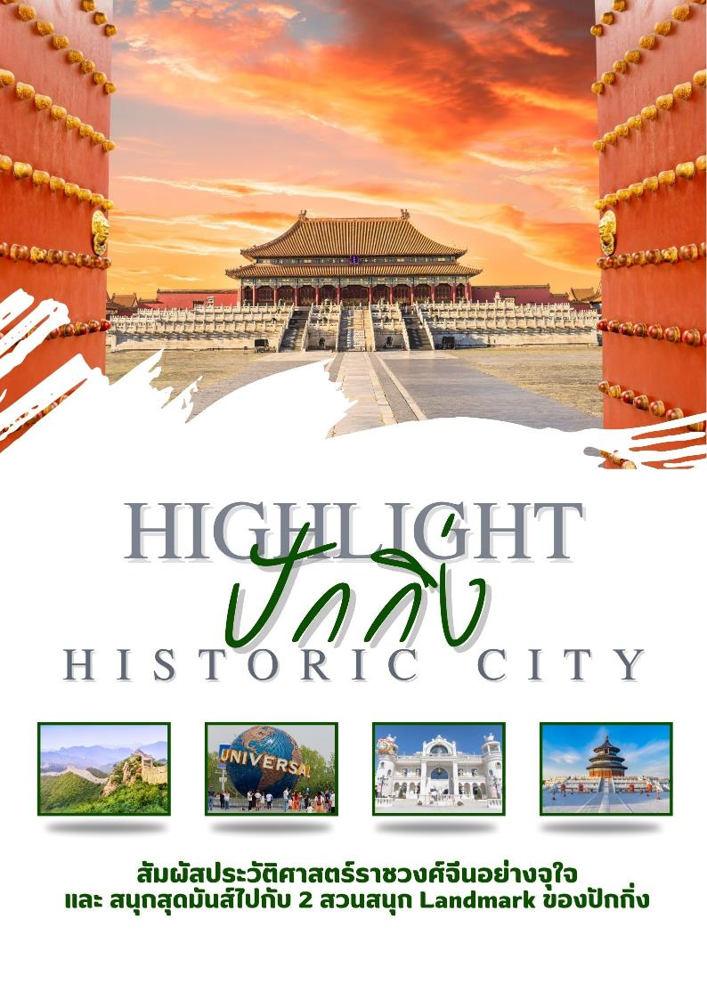 HIGHLIGHT
ปักกิ่ง
HISTORIC CITY
UNIVERSAL
สัมผัสประวัติศาสตร์ราชวงศ์จีนอย่างจุใจ
และ สนุกสุดมันส์ไปกับ 2 สวนสนุก Landmark ของปักกิ่ง